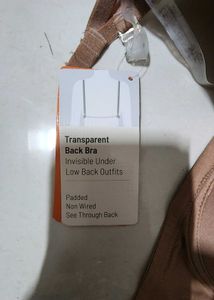 Transparent
Back Bra
Invisible Under
Low Back Outfits
Padded
Non Wired
See Through Back